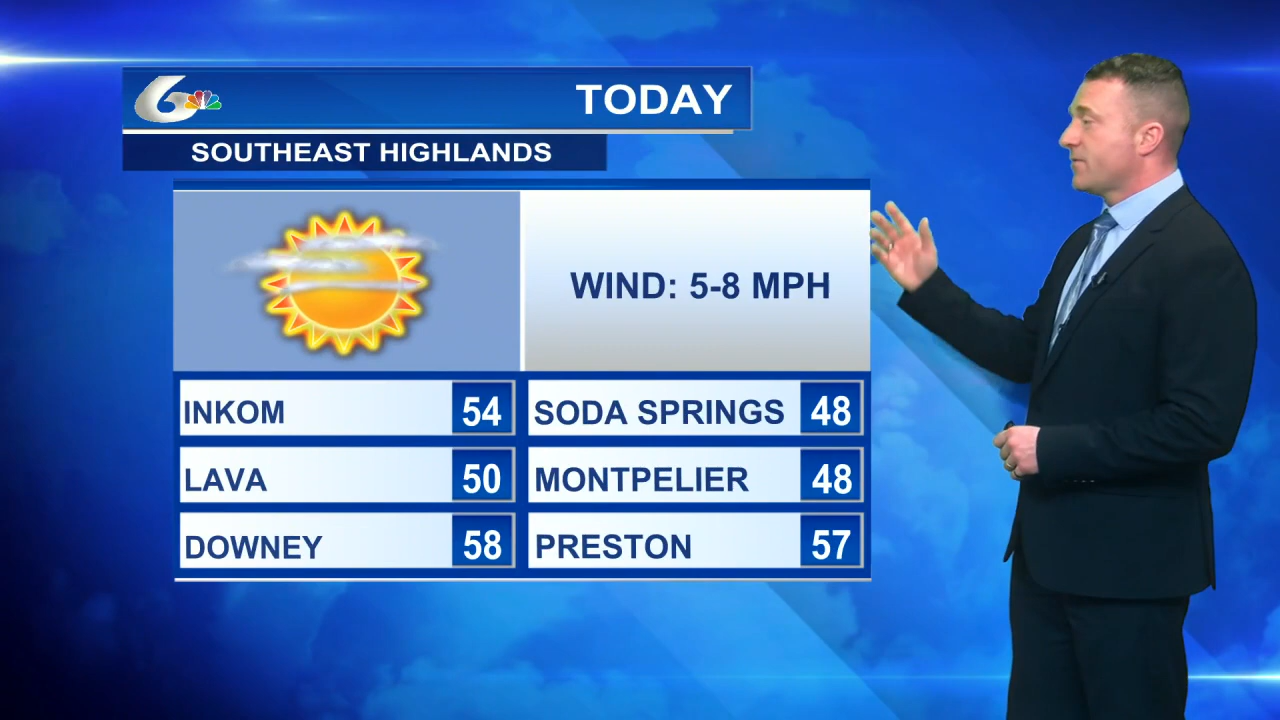 6
TODAY
SOUTHEAST HIGHLANDS
WIND: 5-8 MPH
INKOM 54
SODA SPRINGS 48
LAVA 50
MONTPELIER 48
DOWNEY 58
PRESTON 57